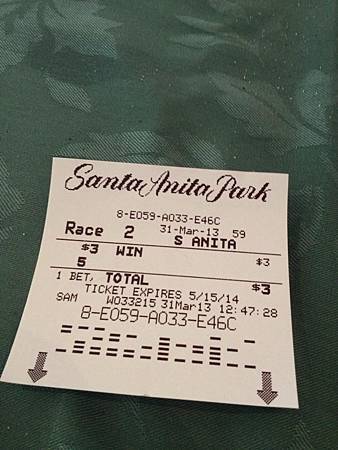 Santa Anita Park
8-E059-A033-E46C
Race 2 31-Mar-13 59
S ANITA
$3 WIN $3
5
1 BET, TOTAL $3
TICKET EXPIRES 5/15/14
SAM W033215 31Mar13 12:47:28
8-E059-A033-E46C